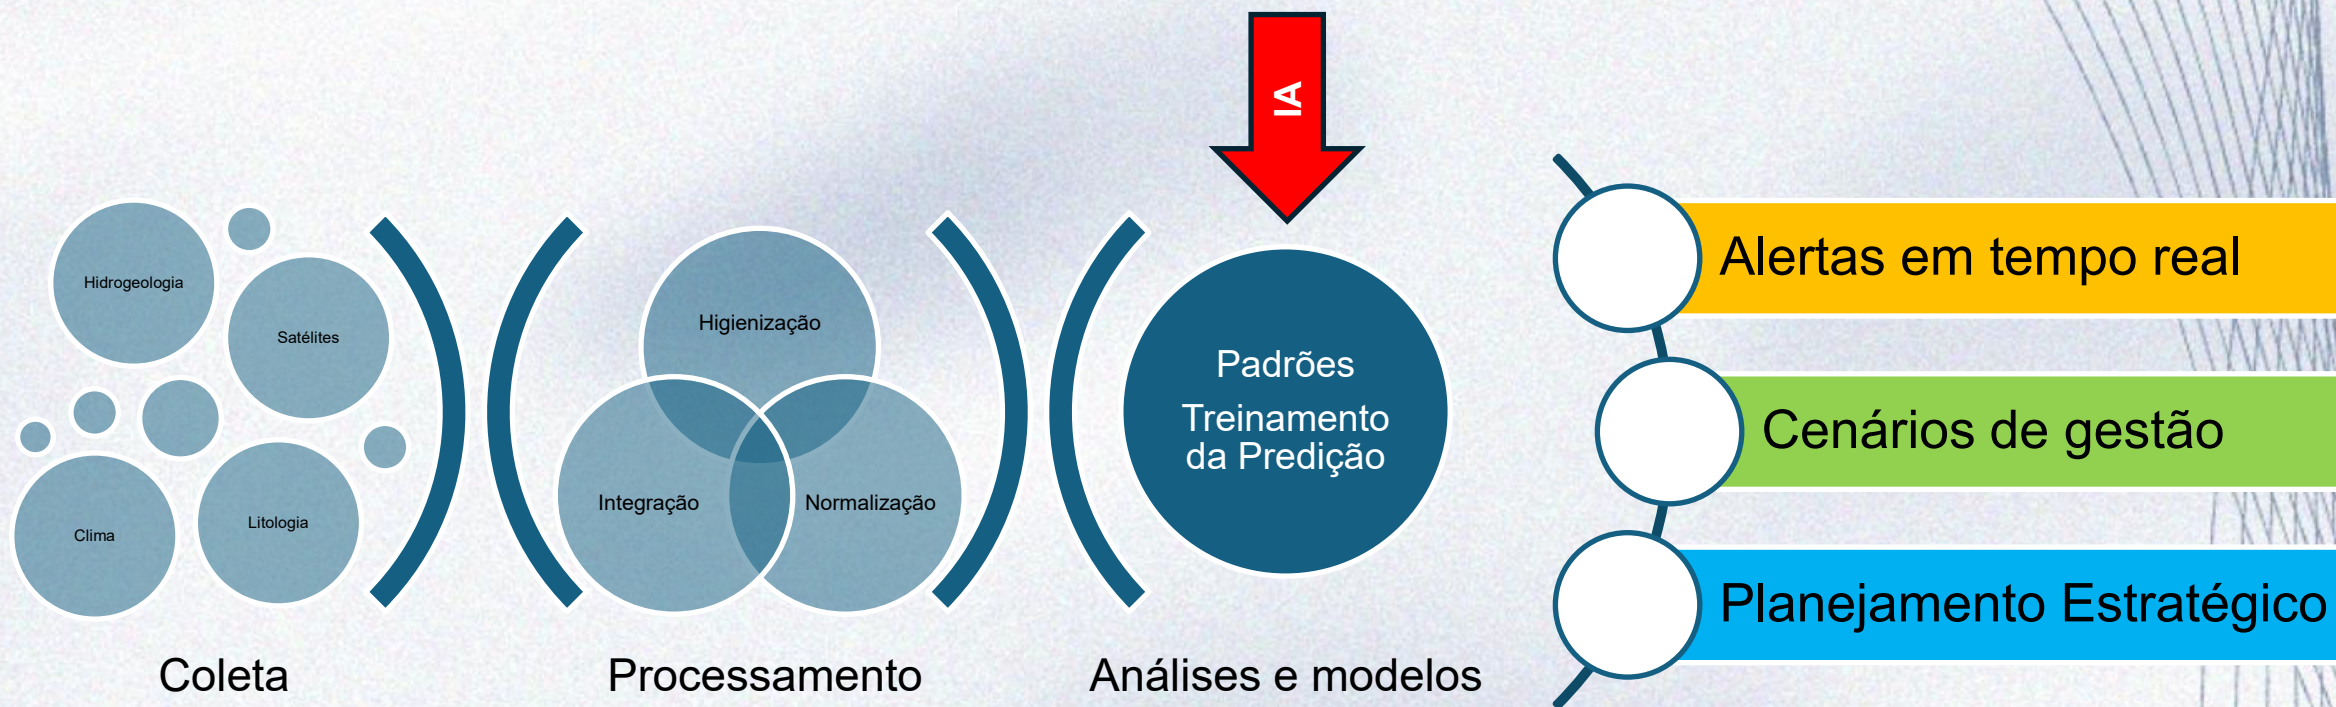 IA
Hidrogeologia
Satélites
Clima
Litologia
Coleta
Higienização
Integração
Normalização
Processamento
Padrões
Treinamento
da Predição
Análises e modelos
Alertas em tempo real
Cenários de gestão
Planejamento Estratégico